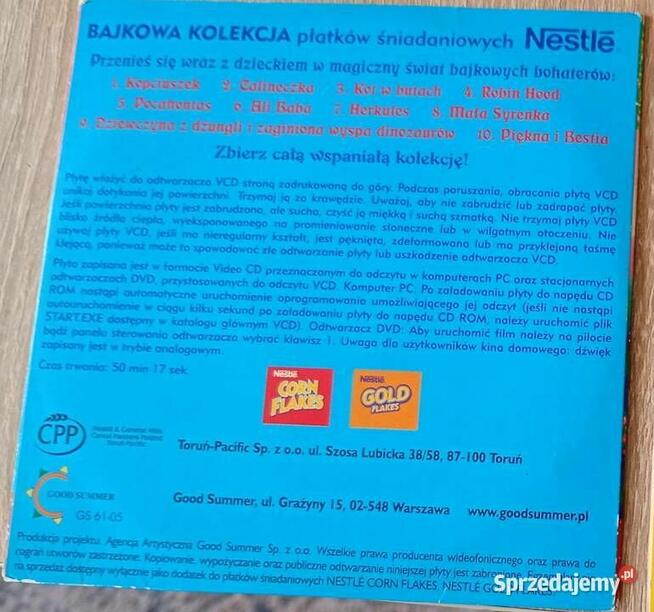 BAJKOWA KOLEKCJA płatków śniadaniowych Nestlé
Przenieś się wraz z dzieckiem w magiczny świat bajkowych bohaterów:
1. Kopciuszek 2. Calineczka 3. Kot w butach 4. Robin Hood
5. Pocahontas 6. Ali Baba 7. Herkules 8. Mała Syrenka
9. Dziewczyna z dżungli i zaginiona wyspa dinozaurów 10. Piękna i Bestia
Zbierz całą wspaniałą kolekcję!
Płytę włożyć do odtwarzacza VCD stroną zadrukowaną do góry. Podczas poruszania, obracania płytą VCD
unikaj dotykania jej powierzchni. Trzymaj ją za krawędzie. Uważaj, aby nie zabrudzić lub zadrapać płyty.
Jeśli powierzchnia płyty jest zabrudzona, ale sucha, czyść ją miękką i suchą szmatką. Nie trzymaj płyty VCD
blisko źródła ciepła, wyeksponowanego na promieniowanie słoneczne lub w wilgotnym otoczeniu. Nie
używaj płyty VCD, jeśli ma nieregularny kształt, jest pęknięta, zdeformowana lub ma przyklejoną taśmę
klejącą, ponieważ może to spowodować złe odtwarzanie płyty lub uszkodzenie odtwarzacza VCD.
Płyta zapisana jest w formacie Video CD przeznaczonym do odczytu w komputerach PC oraz stacjonarnych
odtwarzaczach DVD, przystosowanych do odczytu VCD. Komputer PC: Po załadowaniu płyty do napędu CD
ROM nastąpi automatyczne uruchomienie oprogramowania umożliwiającego jej odczyt (jeśli nie nastąpi
autouruchomienie w ciągu kilku sekund po załadowaniu płyty do napędu CD ROM, należy uruchomić plik
START.EXE dostępny w katalogu głównym VCD). Odtwarzacz DVD: Aby uruchomić film należy na pilocie
bądź panelu sterowania odtwarzacza wybrać klawisz 1. Uwaga dla użytkowników kina domowego: dźwięk
zapisany jest w trybie analogowym.
Czas trwania: 50 min 17 sek.
Nestlé CORN FLAKES
Nestlé GOLD FLAKES
CPP
Toruń-Pacific
Toruń-Pacific Sp. z o.o. ul. Szosa Lubicka 38/58, 87-100 Toruń
GOOD SUMMER
GS 61-05
Good Summer, ul. Grażyny 15, 02-548 Warszawa www.goodsummer.pl
Produkcja projektu: Agencja Artystyczna Good Summer Sp. z o.o. Wszelkie prawa producenta wideofonicznego oraz prawa do
nagrań utworów zastrzeżone. Kopiowanie, wypożyczanie oraz publiczne odtwarzanie niniejszej płyty jest
na sprzedaż dostępny wyłącznie jako dodatek do płatków śniadaniowych NESTLÉ CORN FLAKES, NESTLÉ GOLD FLAKES
Sprzedajemy.pl